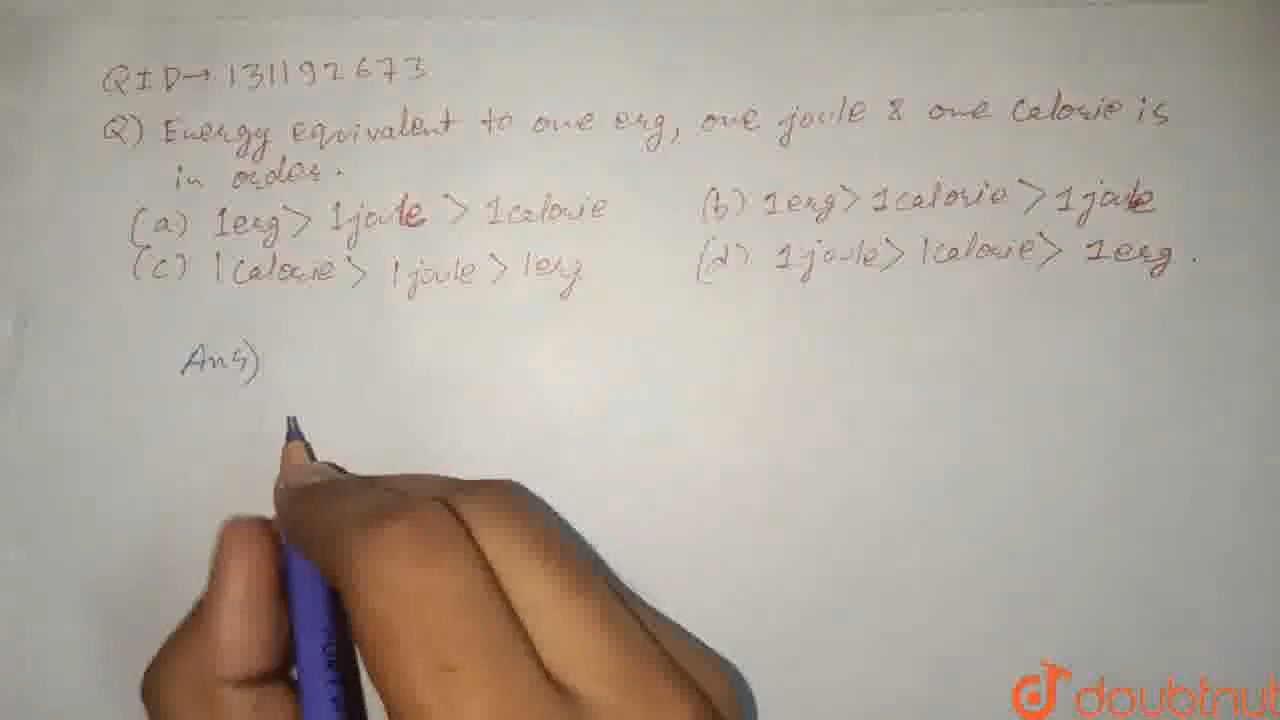 QID→131192673
Q) Energy equivalent to one erg, one joule & one calorie is
in order.
(a) 1erg > 1joule > 1calorie (b) 1erg > 1calorie > 1joule
(c) 1calorie > 1joule > 1erg (d) 1joule > 1calorie > 1erg.
Ans)
doubtnut